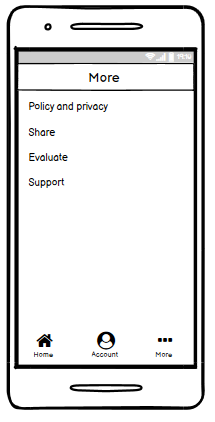 More
Policy and privacy
Share
Evaluate
Support
Home
Account
More